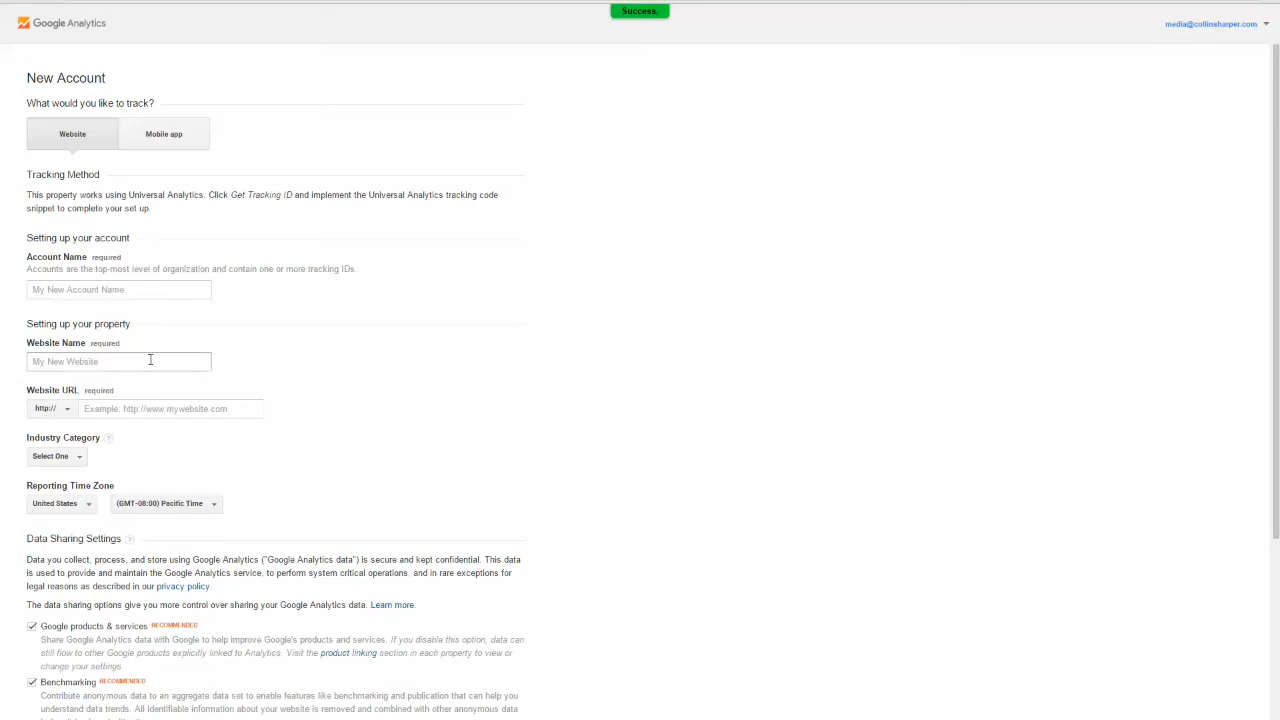 Success.
Google Analytics
media@collinsharper.com
New Account
What would you like to track?
Website
Mobile app
Tracking Method
This property works using Universal Analytics. Click Get Tracking ID and implement the Universal Analytics tracking code
snippet to complete your set up
Setting up your account
Account Name required
Accounts are the top-most level of organization and contain one or more tracking IDs.
My New Account Name
Setting up your property
Website Name required
My New Website
Website URL required
http://
Example: http://www.mywebsite.com
Industry Category ?
Select One
Reporting Time Zone
United States
(GMT-08:00) Pacific Time
Data Sharing Settings ?
Data you collect, process, and store using Google Analytics ("Google Analytics data") is secure and kept confidential. This data
is used to provide and maintain the Google Analytics service, to perform system critical operations, and in rare exceptions for
legal reasons as described in our privacy policy.
The data sharing options give you more control over sharing your Google Analytics data. Learn more.
Google products & services RECOMMENDED
Share Google Analytics data with Google to help improve Google's products and services. If you disable this option, data can
still flow to other Google products explicitly linked to Analytics. Visit the product linking section in each property to view or
change your settings.
Benchmarking RECOMMENDED
Contribute anonymous data to an aggregate data set to enable features like benchmarking and publication that can help you
understand data trends. All identifiable information about your website is removed and combined with other anonymous data